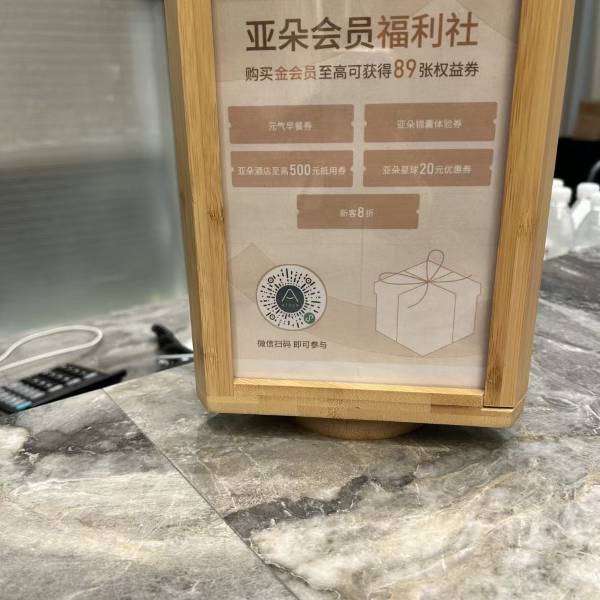 亚朵会员福利社
购买金会员至高可获得89张权益券
元气早餐券
亚朵锦囊体验券
亚朵酒店至高500元抵用券
亚朵星球20元优惠券
新客8折
微信扫码 即可参与